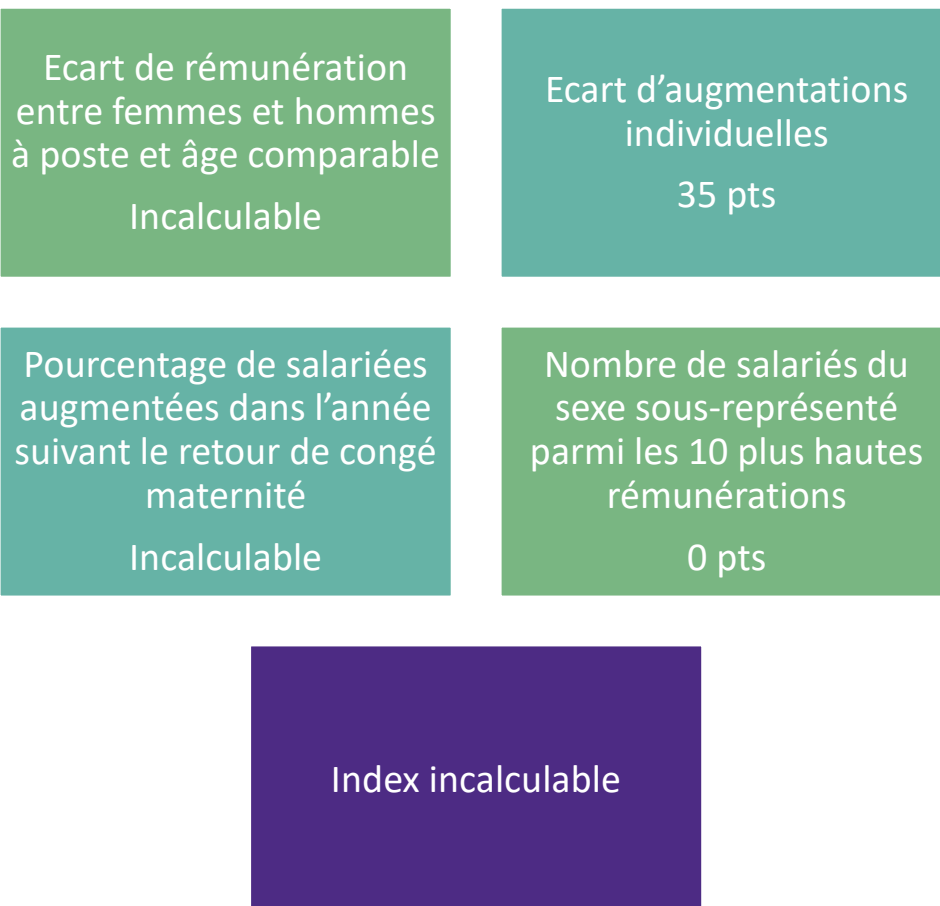 Ecart de rémunération
entre femmes et hommes
à poste et âge comparable
Incalculable
Ecart d’augmentations
individuelles
35 pts
Pourcentage de salariées
augmentées dans l’année
suivant le retour de congé
maternité
Incalculable
Nombre de salariés du
sexe sous-représenté
parmi les 10 plus hautes
rémunérations
0 pts
Index incalculable